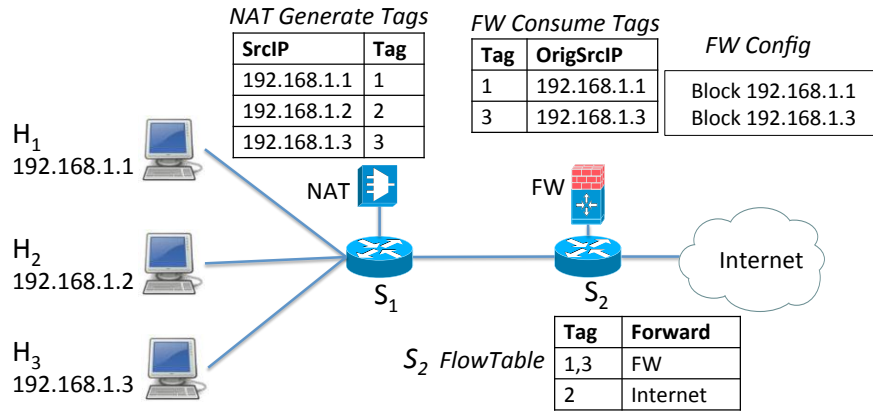 NAT Generate Tags
SrcIP Tag
192.168.1.1 1
192.168.1.2 2
192.168.1.3 3
FW Consume Tags
Tag OrigSrcIP
1 192.168.1.1
3 192.168.1.3
FW Config
Block 192.168.1.1
Block 192.168.1.3
H1
192.168.1.1
H2
192.168.1.2
H3
192.168.1.3
NAT
FW
S1
S2
Internet
S2 FlowTable
Tag Forward
1,3 FW
2 Internet